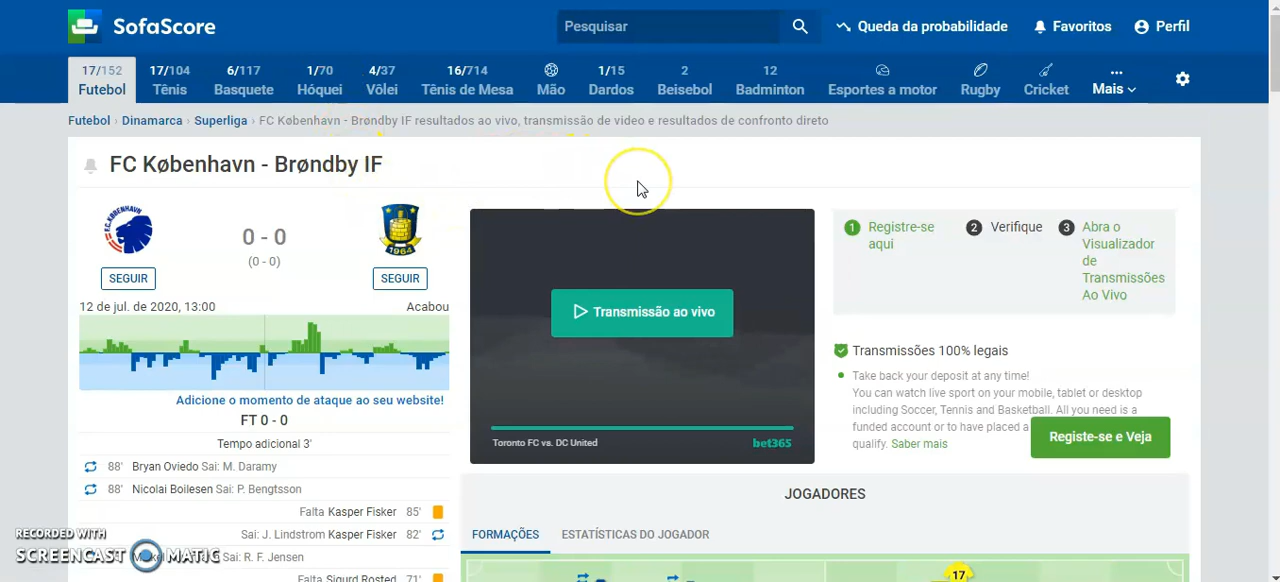 SofaScore
Pesquisar
Queda da probabilidade
Favoritos
Perfil
17/152
Futebol
17/104
Tênis
6/117
Basquete
1/70
Hóquei
4/37
Vôlei
16/714
Tênis de Mesa
Mão
1/15
Dardos
2
Beisebol
12
Badminton
Esportes a motor
Rugby
Cricket
Mais
Futebol › Dinamarca › Superliga › FC København - Brøndby IF resultados ao vivo, transmissão de vídeo e resultados de confronto direto
FC København - Brøndby IF
F.C. KØBENHAVN
1964
0 - 0
(0 - 0)
SEGUIR
SEGUIR
12 de jul. de 2020, 13:00
Acabou
Adicione o momento de ataque ao seu website!
FT 0 - 0
Tempo adicional 3'
88' Bryan Oviedo Sai: M. Daramy
88' Nicolai Boilesen Sai: P. Bengtsson
Falta Kasper Fisker 85'
Sai: J. Lindstrom Kasper Fisker 82'
Sai: R. F. Jensen
Falta Sigurd Rosted 71'
Transmissão ao vivo
Toronto FC vs. DC United
bet365
1 Registre-se
aqui
2 Verifique
3 Abra o
Visualizador
de
Transmissões
Ao Vivo
Transmissões 100% legais
Take back your deposit at any time!
You can watch live sport on your mobile, tablet or desktop
including Soccer, Tennis and Basketball. All you need is a
funded account or to have placed a
qualify. Saber mais
Registe-se e Veja
JOGADORES
FORMAÇÕES
ESTATÍSTICAS DO JOGADOR
17
RECORDED WITH
SCREENCAST MATIC